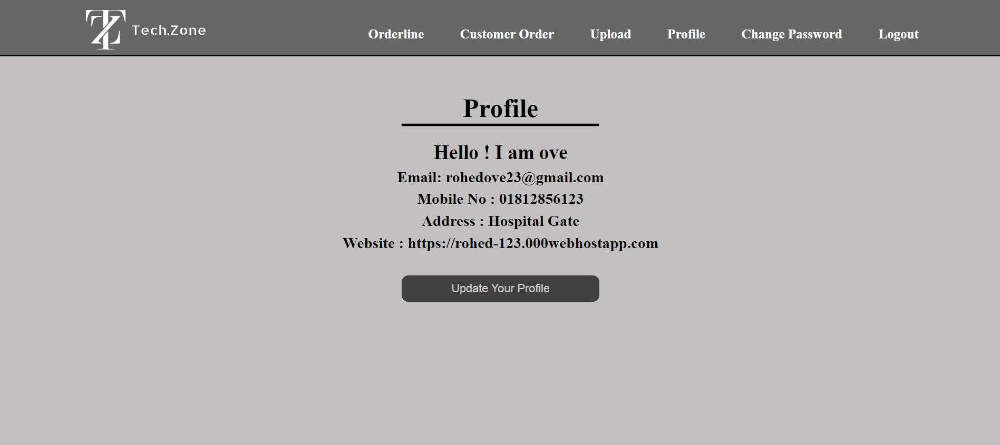 TZ Tech.Zone
Orderline Customer Order Upload Profile Change Password Logout
Profile
Hello ! I am ove
Email: rohedove23@gmail.com
Mobile No : 01812856123
Address : Hospital Gate
Website : https://rohed-123.000webhostapp.com
Update Your Profile